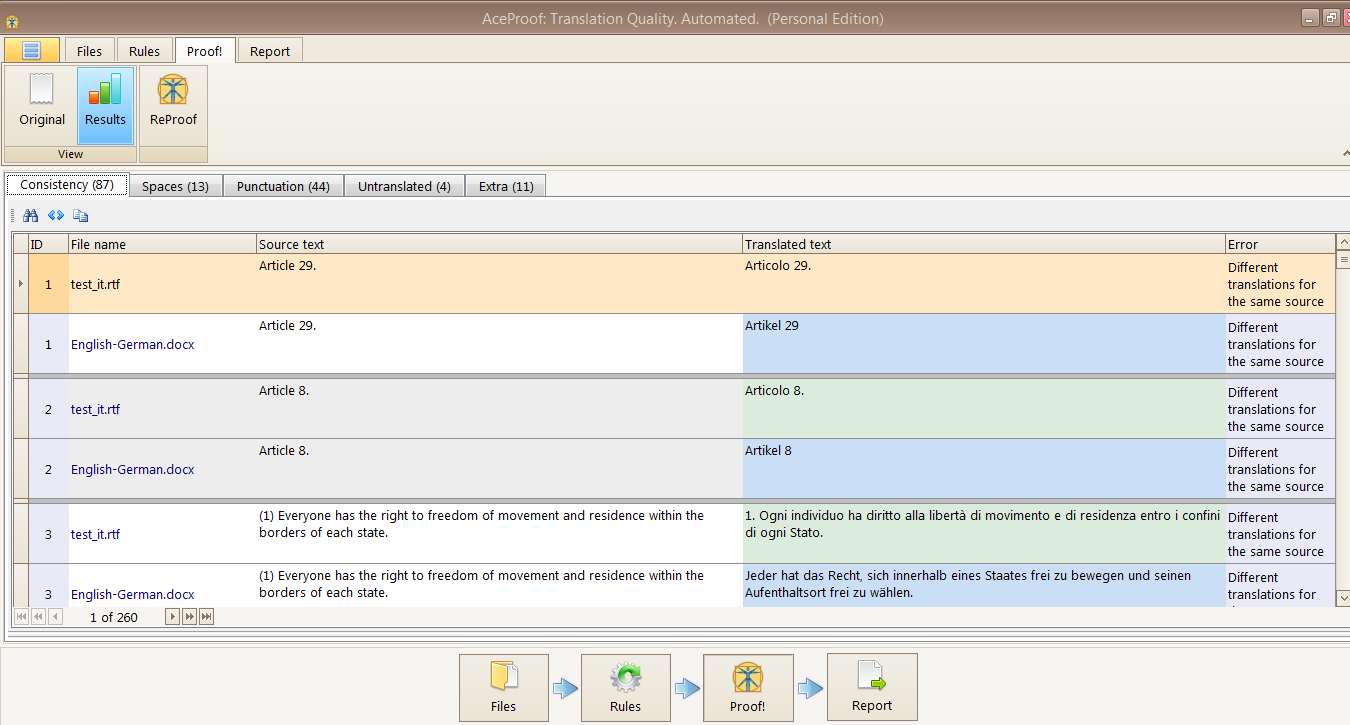 AceProof: Translation Quality. Automated. (Personal Edition)
Files Rules Proof! Report
Original Results ReProof
View
Consistency (87) Spaces (13) Punctuation (44) Untranslated (4) Extra (11)
ID File name Source text Translated text Error
1 test_it.rtf Article 29. Articolo 29. Different
translations for
the same source
1 English-German.docx Article 29. Artikel 29 Different
translations for
the same source
2 test_it.rtf Article 8. Articolo 8. Different
translations for
the same source
2 English-German.docx Article 8. Artikel 8 Different
translations for
the same source
3 test_it.rtf (1) Everyone has the right to freedom of movement and residence within the 1. Ogni individuo ha diritto alla libertà di movimento e di residenza entro i confini Different
borders of each state. di ogni Stato. translations for
the same source
3 English-German.docx (1) Everyone has the right to freedom of movement and residence within the Jeder hat das Recht, sich innerhalb eines Staates frei zu bewegen und seinen Different
borders of each state. Aufenthaltsort frei zu wählen. translations for
1 of 260
Files Rules Proof! Report